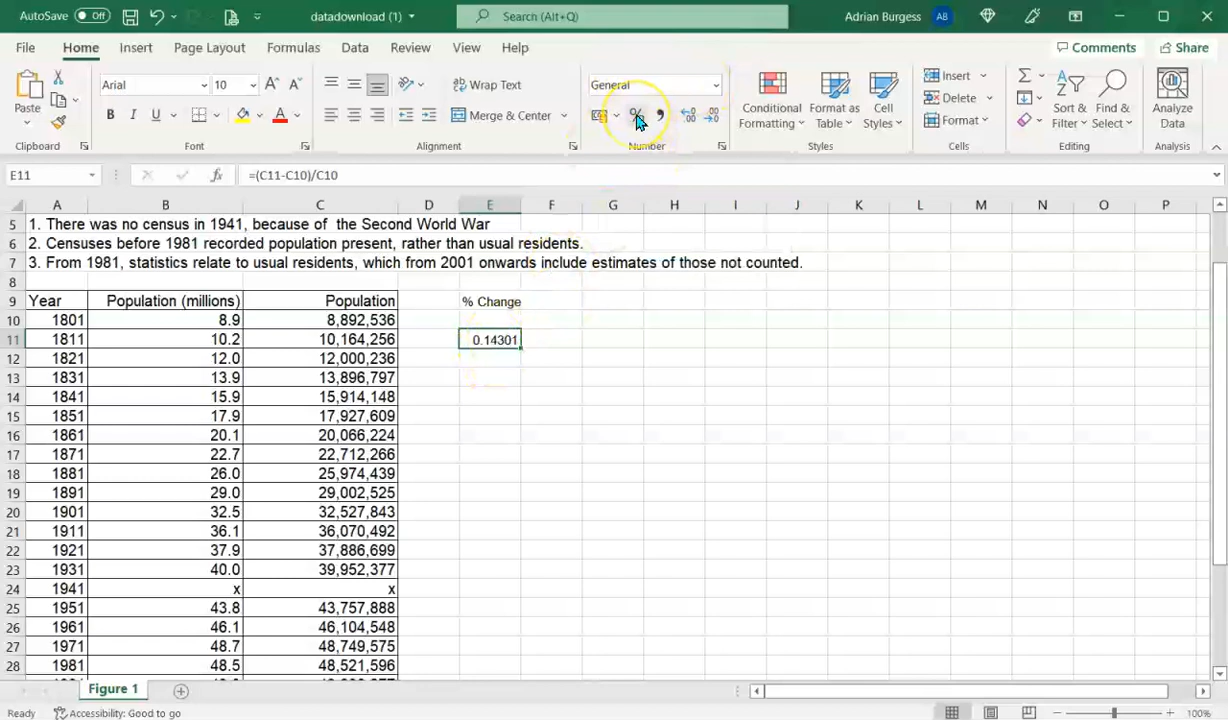 AutoSave Off datadownload (1) Search (Alt+Q) Adrian Burgess AB
File Home Insert Page Layout Formulas Data Review View Help Comments Share
Paste Arial 10 A A Wrap Text General Conditional Formatting Format as Table Cell Styles Insert Delete Format Sort & Filter Find & Select Analyze Data
B I U A Merge & Center % ,
Clipboard Font Alignment Number Styles Cells Editing Analysis
E11 fx =(C11-C10)/C10
A B C D E F G H I J K L M N O P
5 1. There was no census in 1941, because of the Second World War
6 2. Censuses before 1981 recorded population present, rather than usual residents.
7 3. From 1981, statistics relate to usual residents, which from 2001 onwards include estimates of those not counted.
8
9 Year Population (millions) Population % Change
10 1801 8.9 8,892,536
11 1811 10.2 10,164,256 0.14301
12 1821 12.0 12,000,236
13 1831 13.9 13,896,797
14 1841 15.9 15,914,148
15 1851 17.9 17,927,609
16 1861 20.1 20,066,224
17 1871 22.7 22,712,266
18 1881 26.0 25,974,439
19 1891 29.0 29,002,525
20 1901 32.5 32,527,843
21 1911 36.1 36,070,492
22 1921 37.9 37,886,699
23 1931 40.0 39,952,377
24 1941 x x
25 1951 43.8 43,757,888
26 1961 46.1 46,104,548
27 1971 48.7 48,749,575
28 1981 48.5 48,521,596
Figure 1
Ready Accessibility: Good to go 100%